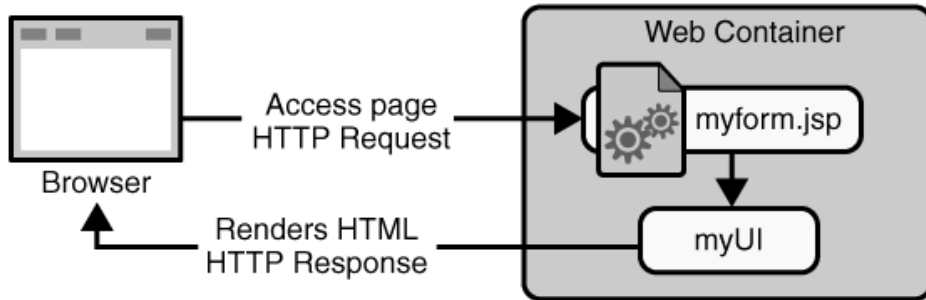 Web Container
Access page
HTTP Request
myform.jsp
Browser
Renders HTML
HTTP Response
myUI